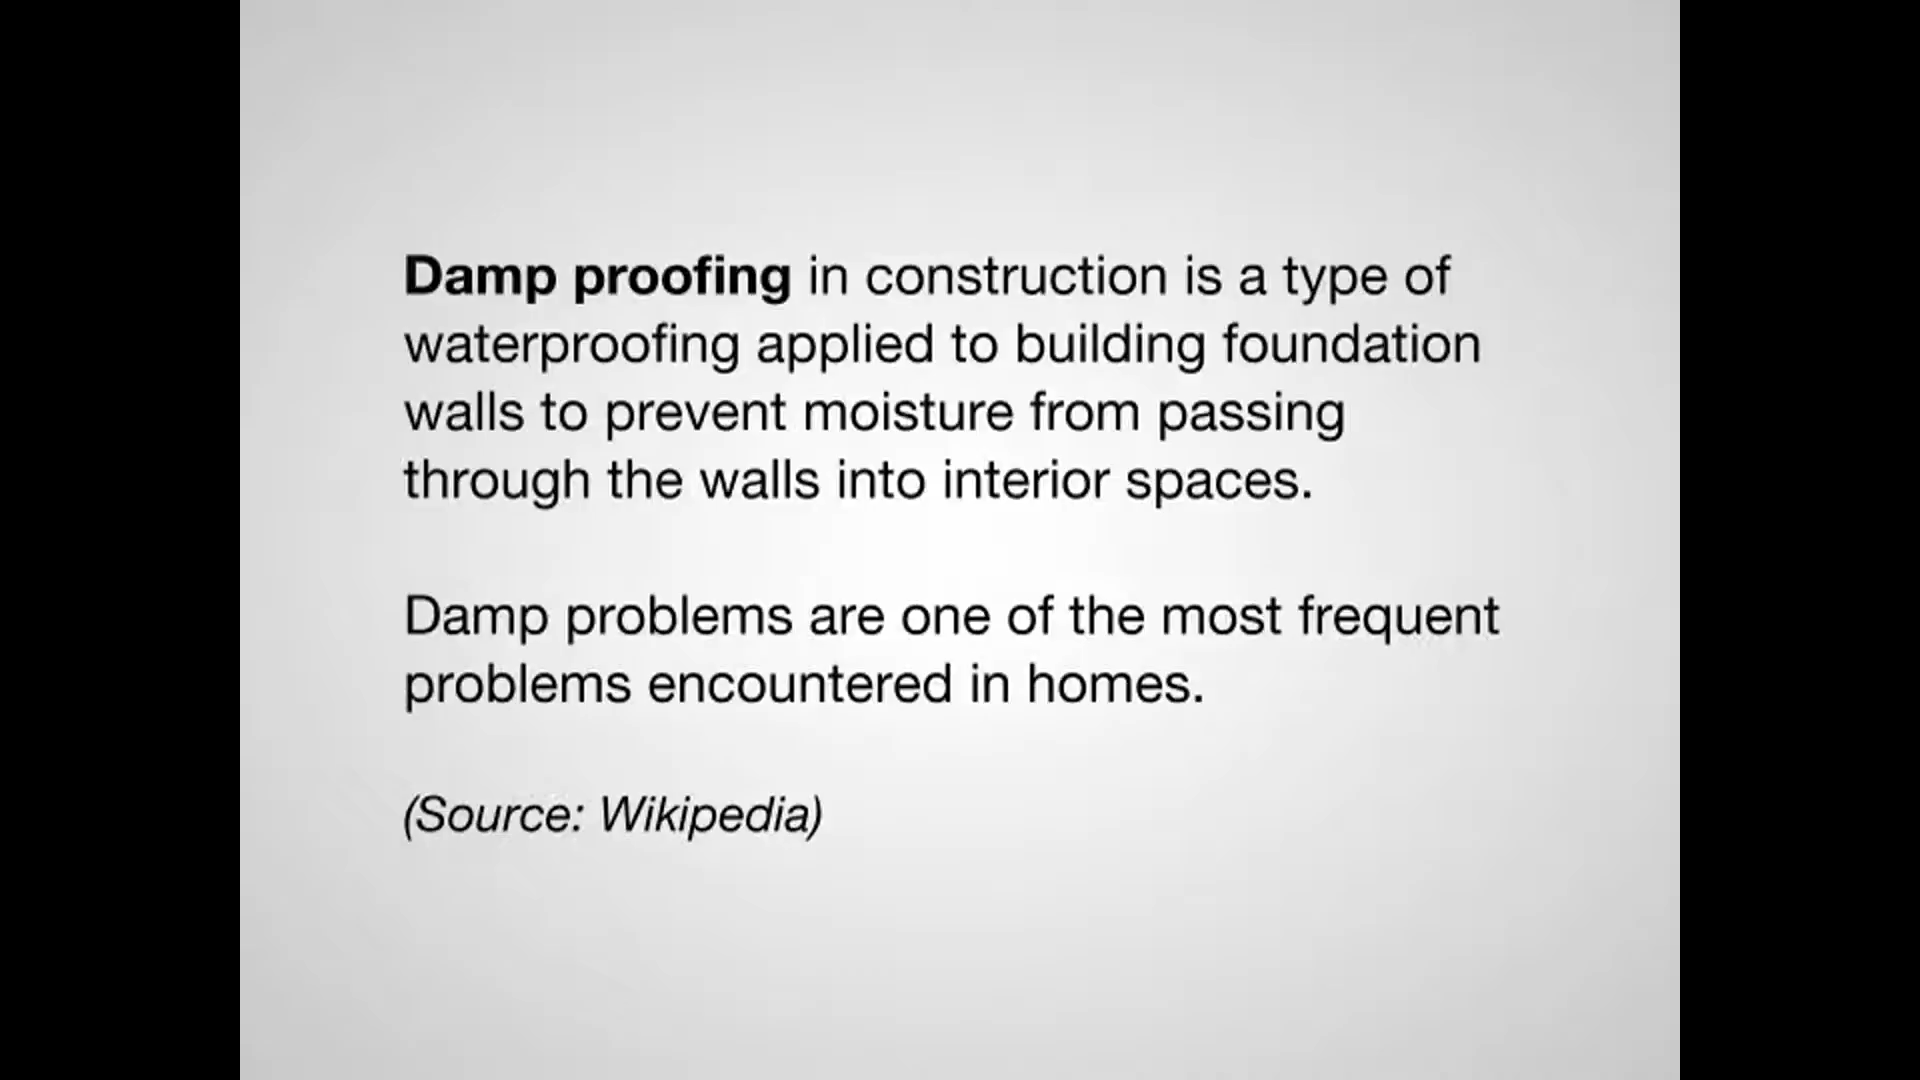 Damp proofing in construction is a type of
waterproofing applied to building foundation
walls to prevent moisture from passing
through the walls into interior spaces.
Damp problems are one of the most frequent
problems encountered in homes.
(Source: Wikipedia)